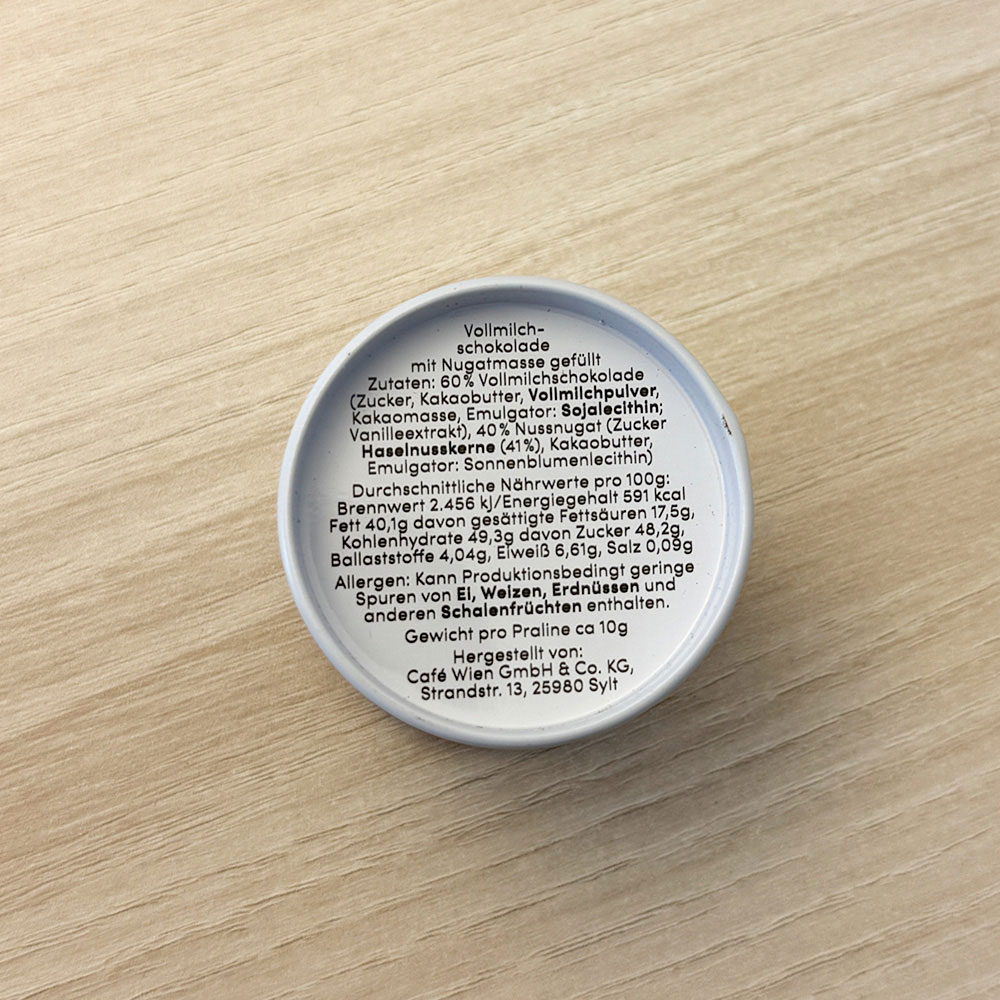 Vollmilch-
schokolade
mit Nugatmasse gefüllt
Zutaten: 60% Vollmilchschokolade
(Zucker, Kakaobutter, Vollmilchpulver,
Kakaomasse, Emulgator: Sojalecithin;
Vanilleextrakt), 40% Nussnugat (Zucker
Haselnusskerne (41%), Kakaobutter,
Emulgator: Sonnenblumenlecithin)
Durchschnittliche Nährwerte pro 100g:
Brennwert 2.456 kJ/Energiegehalt 591 kcal
Fett 40,1g davon gesättigte Fettsäuren 17,5g,
Kohlenhydrate 49,3g davon Zucker 48,2g,
Ballaststoffe 4,04g, Eiweiß 6,61g, Salz 0,09g
Allergen: Kann Produktionsbedingt geringe
Spuren von Ei, Weizen, Erdnüssen und
anderen Schalenfrüchten enthalten.
Gewicht pro Praline ca 10g
Hergestellt von:
Café Wien GmbH & Co. KG,
Strandstr. 13, 25980 Sylt